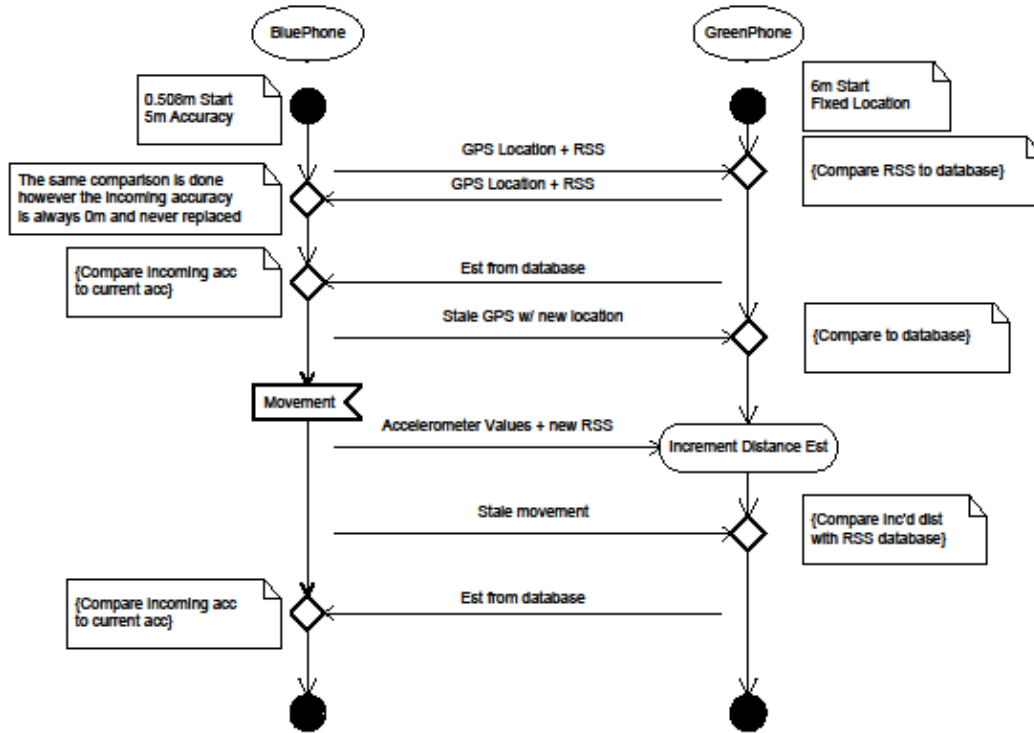 BluePhone
GreenPhone
0.508m Start
5m Accuracy
6m Start
Fixed Location
GPS Location + RSS
{Compare RSS to database}
The same comparison is done
however the incoming accuracy
is always 0m and never replaced
GPS Location + RSS
{Compare incoming acc
to current acc}
Est from database
Stale GPS w/ new location
{Compare to database}
Movement
Accelerometer Values + new RSS
Increment Distance Est
Stale movement
{Compare inc'd dist
with RSS database}
{Compare incoming acc
to current acc}
Est from database